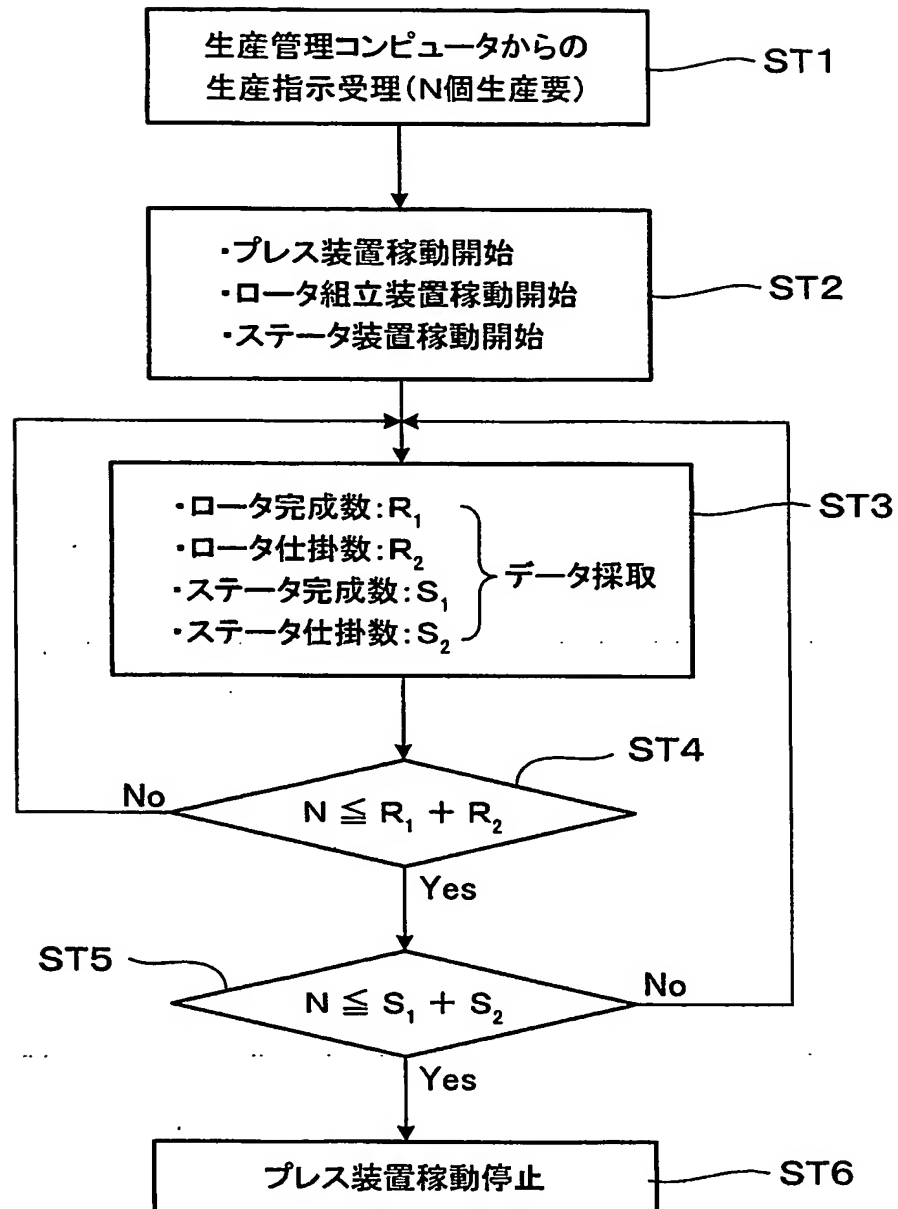 生産管理コンピュータからの
生産指示受理(N個生産要)
ST1
・プレス装置稼動開始
・ロータ組立装置稼動開始
・ステータ装置稼動開始
ST2
・ロータ完成数:R₁
・ロータ仕掛数:R₂
・ステータ完成数:S₁
・ステータ仕掛数:S₂
データ採取
ST3
ST4
N ≦ R₁ + R₂
No
Yes
ST5
N ≦ S₁ + S₂
No
Yes
プレス装置稼動停止
ST6